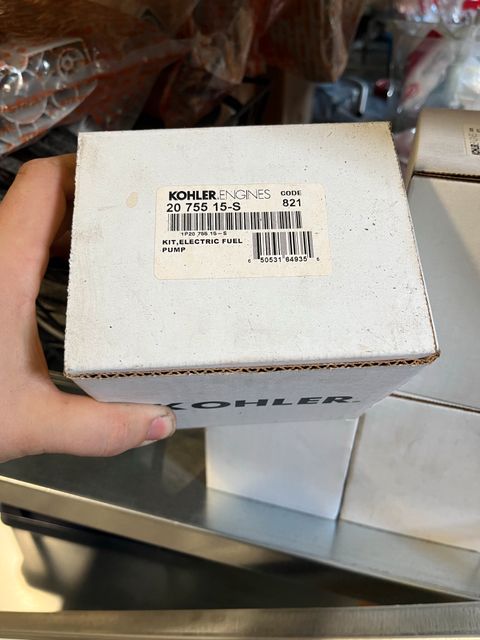 KOHLER ENGINES CODE
20 755 15-S 821
1P20 755 15-S
KIT,ELECTRIC FUEL
PUMP
6 50531 64935 6
KOHLER